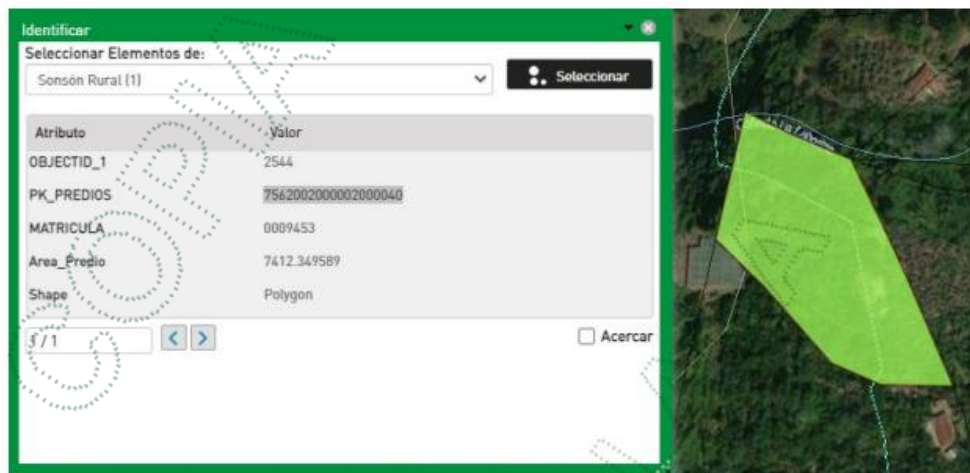 Identificar
Seleccionar Elementos de:
Sonsón Rural (1)
Seleccionar
Atributo Valor
OBJECTID_1 2544
PK_PREDIOS 7562002000002000040
MATRICULA 0009453
Area_Predio 7412.349589
Shape Polygon
1 / 1
Acercar
COPIA